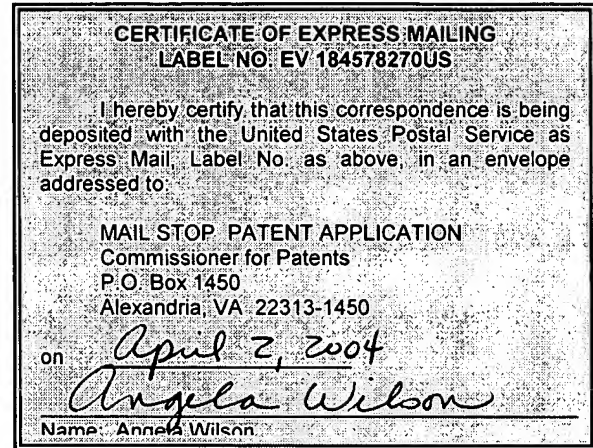 CERTIFICATE OF EXPRESS MAILING
LABEL NO. EV 184578270US
I hereby certify that this correspondence is being
deposited with the United States Postal Service as
Express Mail, Label No. as above, in an envelope
addressed to:
MAIL STOP PATENT APPLICATION
Commissioner for Patents
P.O. Box 1450
Alexandria, VA 22313-1450
on April 2, 2004
Angela Wilson
Name: Angela Wilson